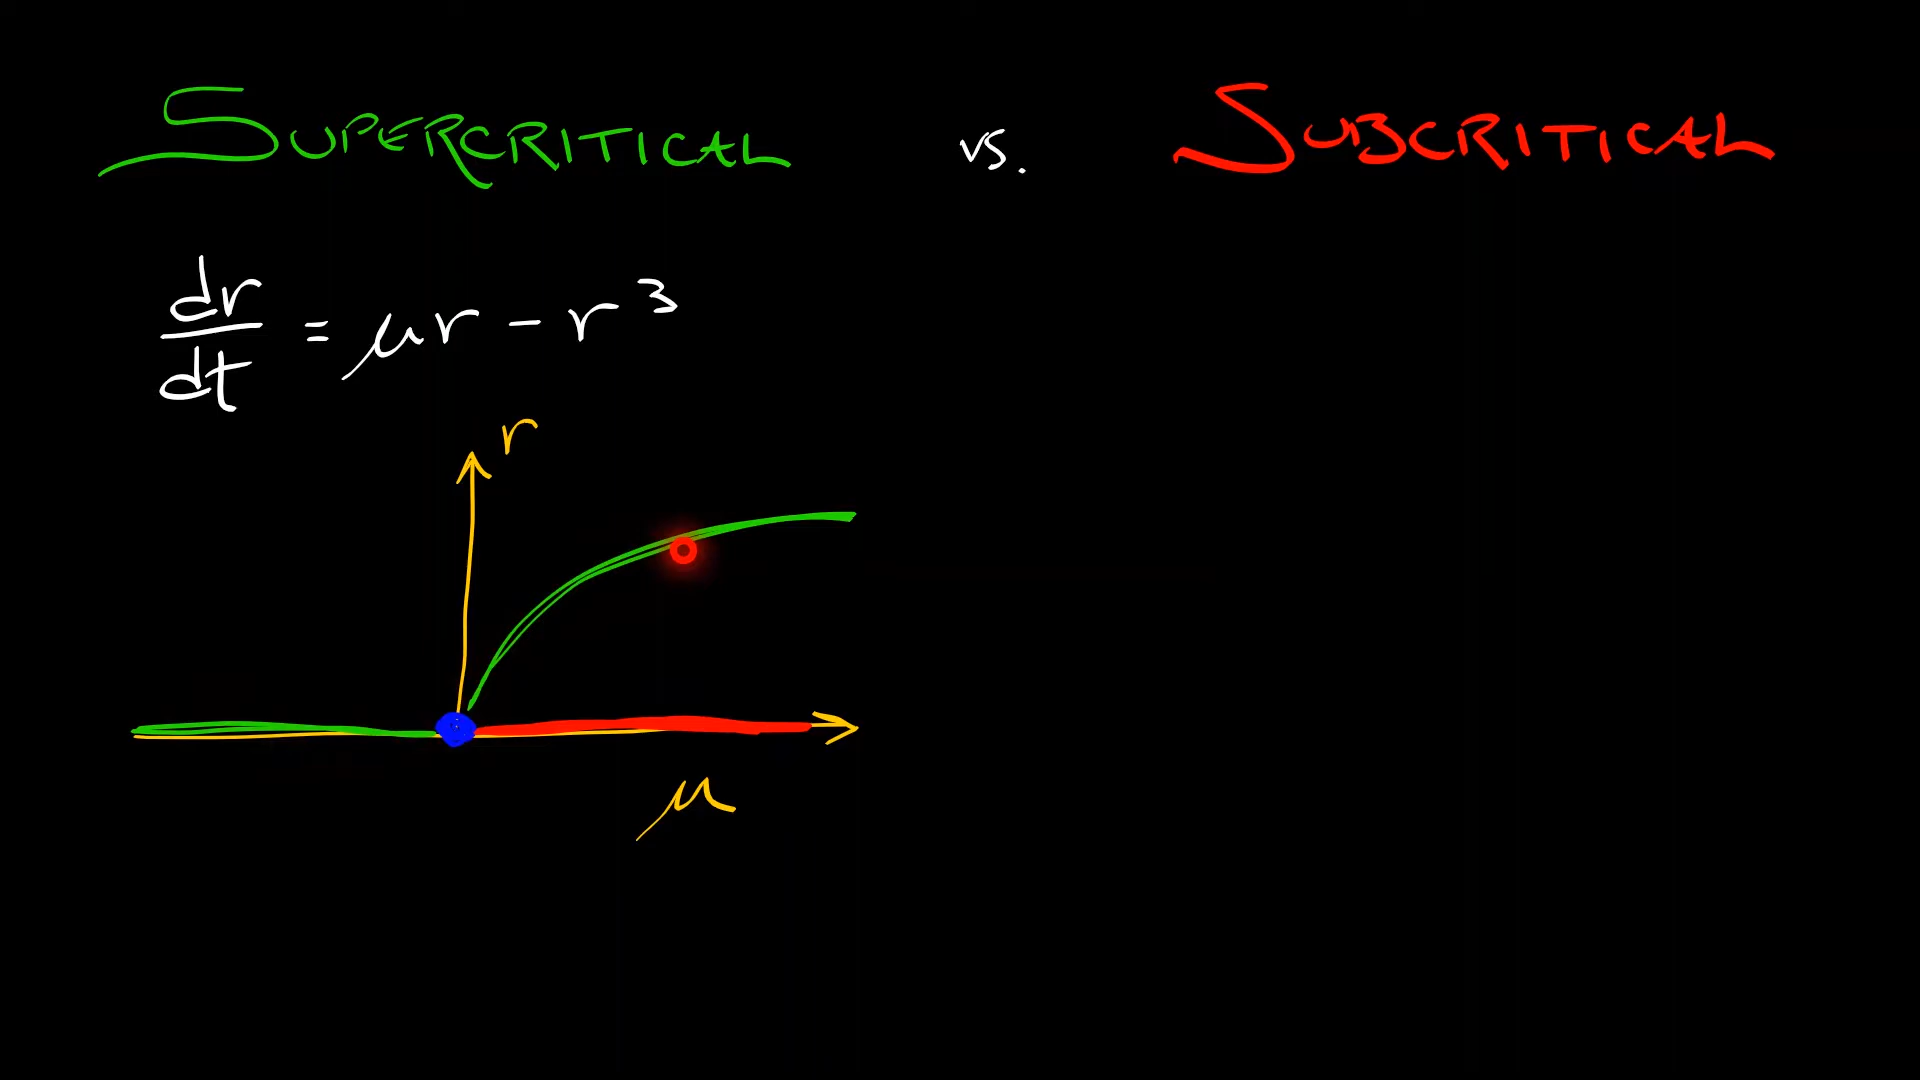 SUPERCRITICAL vs. SUBCRITICAL
dr/dt = μr - r³
r
μ